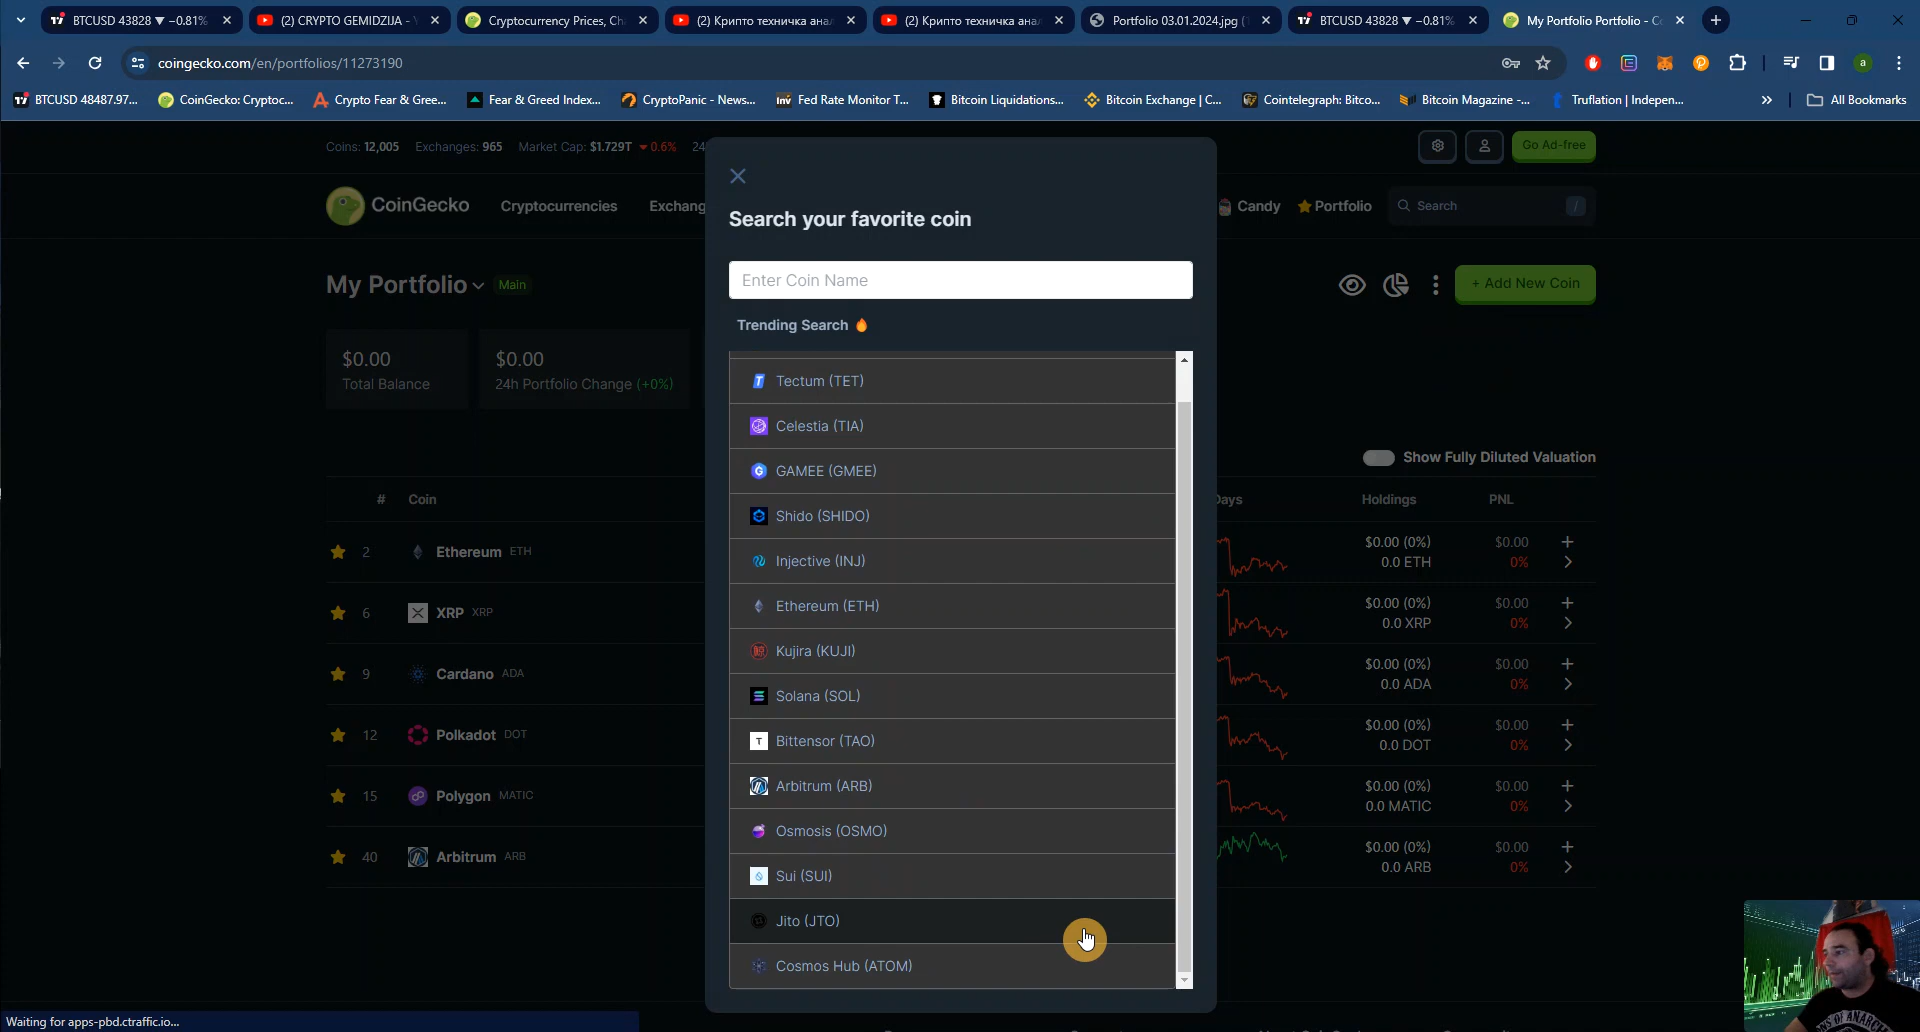 BTCUSD 43828 ▼ −0.81%
(2) CRYPTO GEMIDZIJA -
Cryptocurrency Prices, Ch
(2) Крипто техничка ана
(2) Крипто техничка ана
Portfolio 03.01.2024.jpg (1
BTCUSD 43828 ▼ −0.81%
My Portfolio Portfolio - C
coingecko.com/en/portfolios/11273190
a
BTCUSD 48487.97...
CoinGecko: Cryptoc...
Crypto Fear & Gree...
Fear & Greed Index...
CryptoPanic - News...
Inv
Fed Rate Monitor T...
Bitcoin Liquidations...
Bitcoin Exchange | C...
Cointelegraph: Bitco...
Bitcoin Magazine -...
Truflation | Indepen...
All Bookmarks
Coins: 12,005
Exchanges: 965
Market Cap: $1.729T ▼ 0.6%
24
Go Ad-free
CoinGecko
Cryptocurrencies
Exchang
Candy
Portfolio
Search
/
My Portfolio
Main
+ Add New Coin
$0.00
Total Balance
$0.00
24h Portfolio Change (+0%)
Show Fully Diluted Valuation
# Coin
Days
Holdings
PNL
2 Ethereum ETH
$0.00 (0%) $0.00 +
0.0 ETH 0%
6 XRP XRP
$0.00 (0%) $0.00 +
0.0 XRP 0%
9 Cardano ADA
$0.00 (0%) $0.00 +
0.0 ADA 0%
12 Polkadot DOT
$0.00 (0%) $0.00 +
0.0 DOT 0%
15 Polygon MATIC
$0.00 (0%) $0.00 +
0.0 MATIC 0%
40 Arbitrum ARB
$0.00 (0%) $0.00 +
0.0 ARB 0%
Search your favorite coin
Enter Coin Name
Trending Search
Tectum (TET)
Celestia (TIA)
GAMEE (GMEE)
Shido (SHIDO)
Injective (INJ)
Ethereum (ETH)
Kujira (KUJI)
Solana (SOL)
Bittensor (TAO)
Arbitrum (ARB)
Osmosis (OSMO)
Sui (SUI)
Jito (JTO)
Cosmos Hub (ATOM)
Waiting for apps-pbd.ctraffic.io...